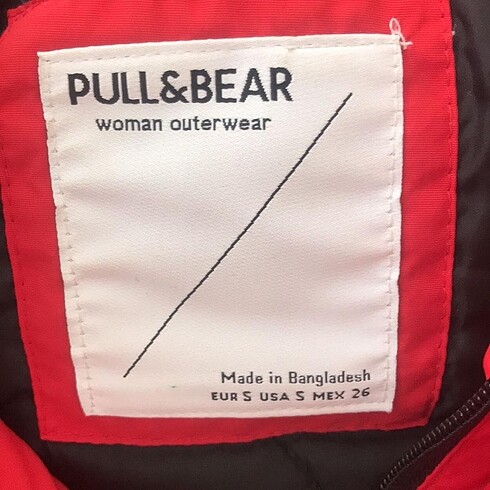 PULL&BEAR
woman outerwear
Made in Bangladesh
EUR S USA S MEX 26